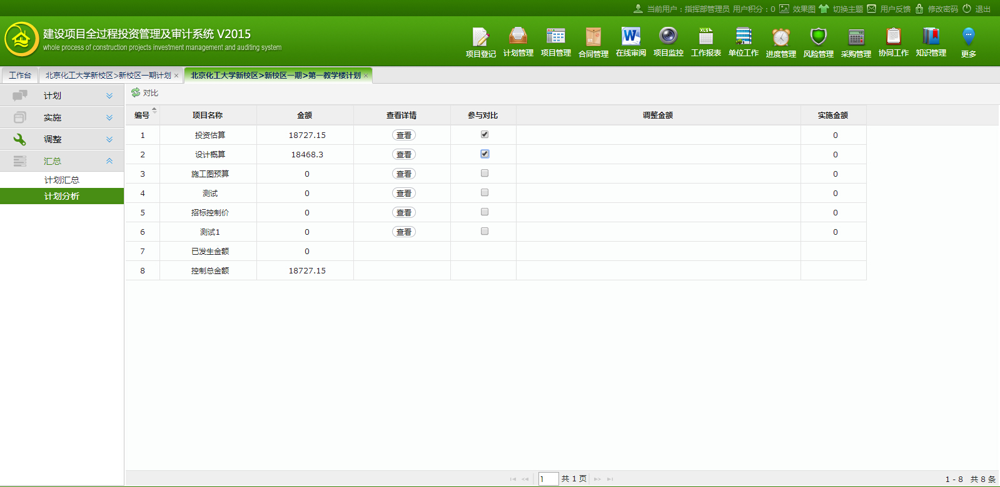 当前用户：指挥部管理员 用户积分：0 效果图 切换主题 用户反馈 修改密码 退出
建设项目全过程投资管理及审计系统 V2015
whole process of construction projects investment management and auditing system
项目登记 计划管理 项目管理 合同管理 在线审阅 项目监控 工作报表 单位工作 进度管理 风险管理 采购管理 协同工作 知识管理 更多
工作台 北京化工大学新校区>新校区一期计划 × 北京化工大学新校区>新校区一期>第一教学楼计划 ×
计划
实施
调整
汇总
计划汇总
计划分析
对比
编号 项目名称 金额 查看详情 参与对比 调整金额 实施金额
1 投资估算 18727.15 查看 0
2 设计概算 18468.3 查看 0
3 施工图预算 0 查看 0
4 测试 0 查看 0
5 招标控制价 0 查看 0
6 测试1 0 查看 0
7 已发生金额 0
8 控制总金额 18727.15
1 共 1 页
1 - 8 共 8 条